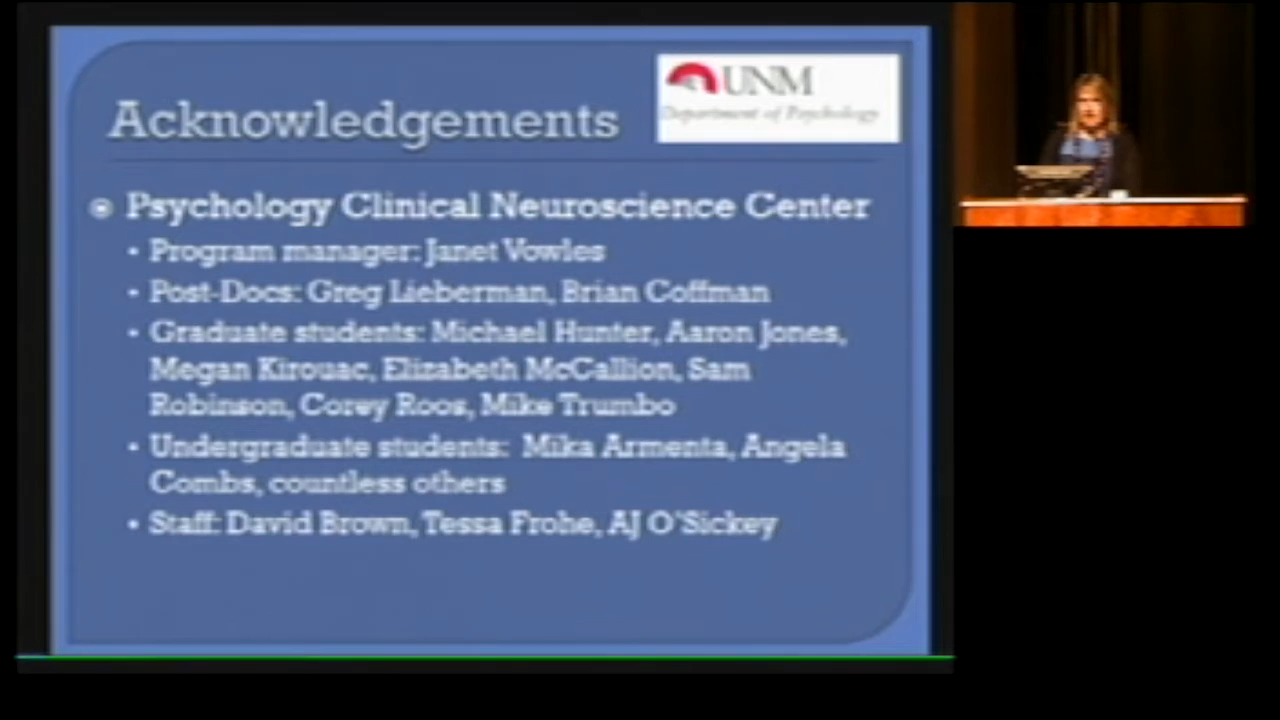 UNM
Department of Psychology
Acknowledgements
Psychology Clinical Neuroscience Center
• Program manager: Janet Vowles
• Post-Docs: Greg Lieberman, Brian Coffman
• Graduate students: Michael Hunter, Aaron Jones,
Megan Kirouac, Elizabeth McCallion, Sam
Robinson, Corey Roos, Mike Trumbo
• Undergraduate students: Mika Armenta, Angela
Combs, countless others
• Staff: David Brown, Tessa Frohe, AJ O'Sickey